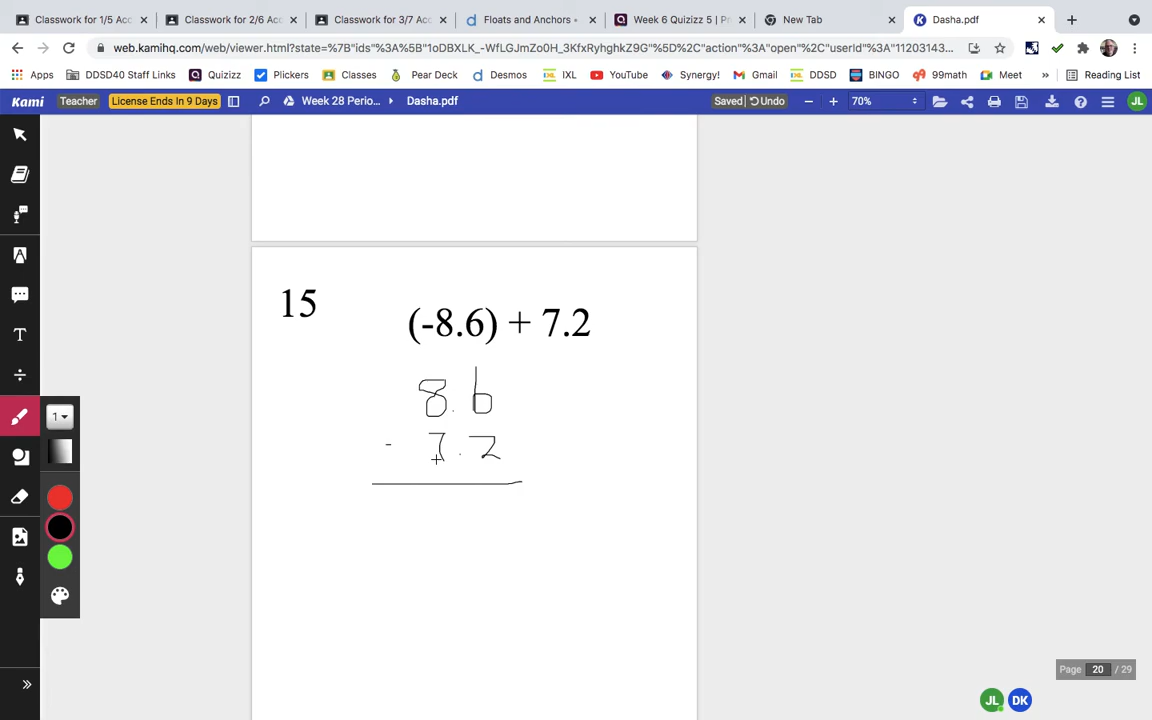 Classwork for 1/5 Acc
Classwork for 2/6 Acc
Classwork for 3/7 Acc
Floats and Anchors •
Week 6 Quizizz 5 | Pr
New Tab
Dasha.pdf
web.kamihq.com/web/viewer.html?state=%7B"ids"%3A%5B"1oDBXLK_-WfLGJmZo0H_3KfxRyhghkZ9G"%5D%2C"action"%3A"open"%2C"userId"%3A"11203143...
Apps
DDSD40 Staff Links
Quizizz
Plickers
Classes
Pear Deck
Desmos
IXL
YouTube
Synergy!
Gmail
DDSD
BINGO
99math
Meet
»
Reading List
Kami
Teacher
License Ends In 9 Days
Week 28 Perio...
Dasha.pdf
Saved
Undo
70%
JL
15
(-8.6) + 7.2
8.6
- 7.2
1
Page 20 / 29
JL DK